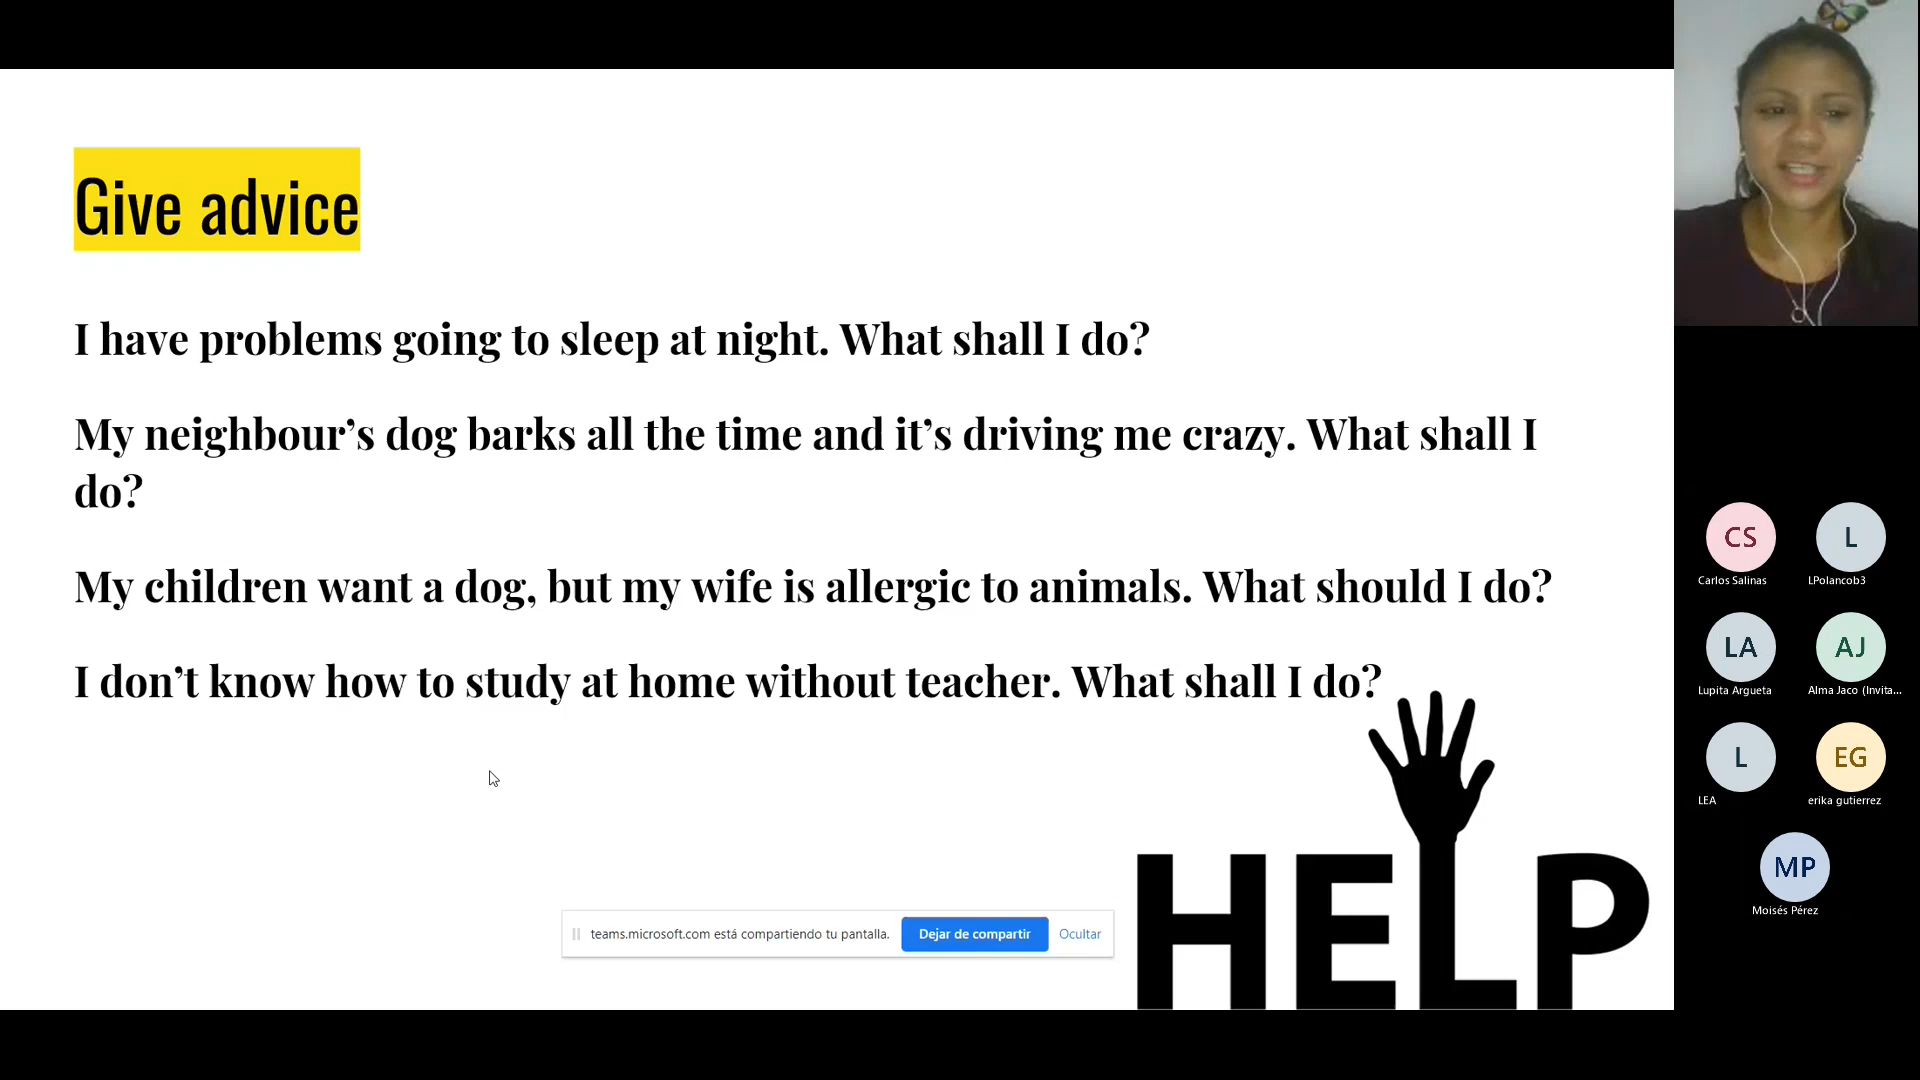 Give advice
I have problems going to sleep at night. What shall I do?
My neighbour’s dog barks all the time and it’s driving me crazy. What shall I
do?
My children want a dog, but my wife is allergic to animals. What should I do?
I don’t know how to study at home without teacher. What shall I do?
HELP
teams.microsoft.com está compartiendo tu pantalla.
Dejar de compartir
Ocultar
CS
L
Carlos Salinas
LPolancob3
LA
AJ
Lupita Argueta
Alma Jaco (Invita...
L
EG
LEA
erika gutierrez
MP
Moisés Pérez